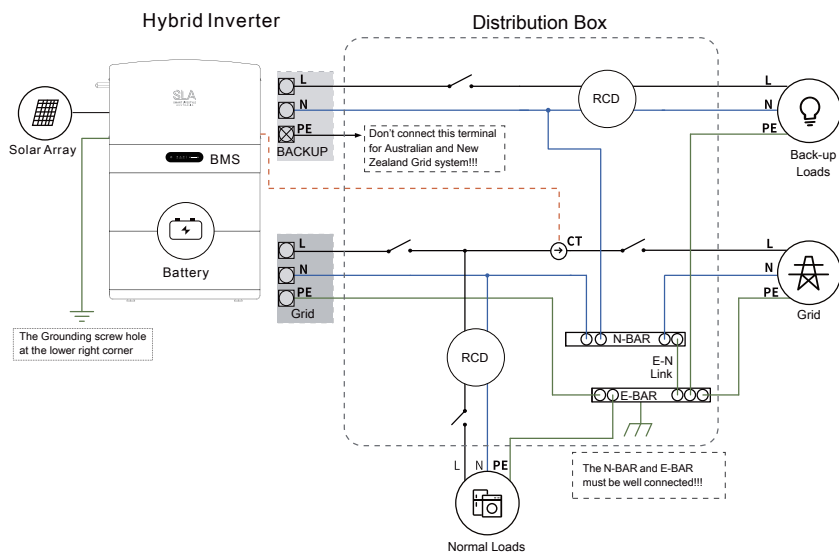 Hybrid Inverter
Distribution Box
SLA
Solar Array
BMS
Battery
The Grounding screw hole
at the lower right corner
L
N
PE
BACKUP
Don't connect this terminal
for Australian and New
Zealand Grid system!!!
RCD
L
N
PE
Back-up
Loads
L
N
PE
Grid
CT
L
N
PE
Grid
RCD
N-BAR
E-N
Link
E-BAR
L N PE
Normal Loads
The N-BAR and E-BAR
must be well connected!!!